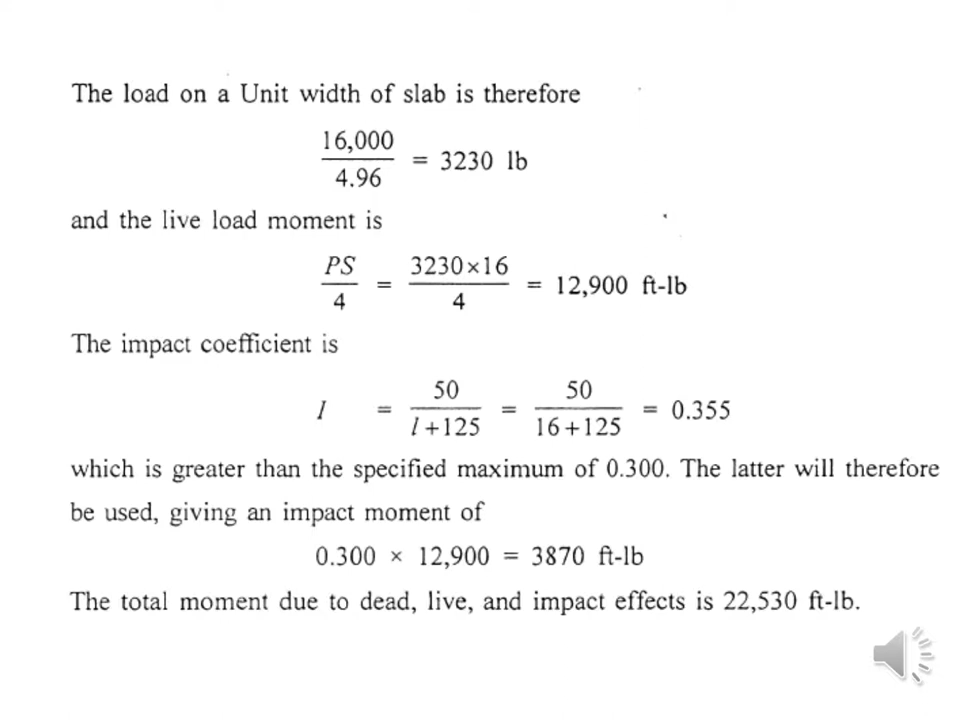 The load on a Unit width of slab is therefore
16,000 / 4.96 = 3230 lb
and the live load moment is
PS / 4 = 3230×16 / 4 = 12,900 ft-lb
The impact coefficient is
I = 50 / l+125 = 50 / 16+125 = 0.355
which is greater than the specified maximum of 0.300. The latter will therefore
be used, giving an impact moment of
0.300 × 12,900 = 3870 ft-lb
The total moment due to dead, live, and impact effects is 22,530 ft-lb.